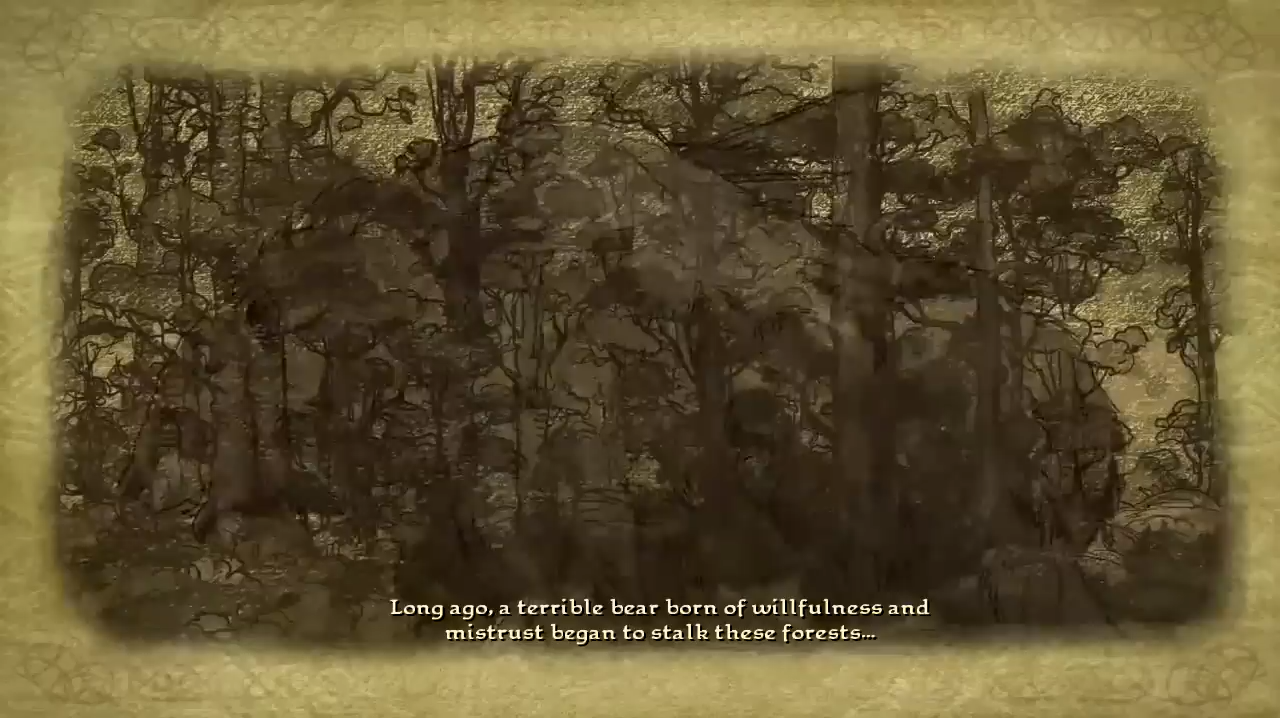 Long ago, a terrible bear born of willfulness and
mistrust began to stalk these forests...